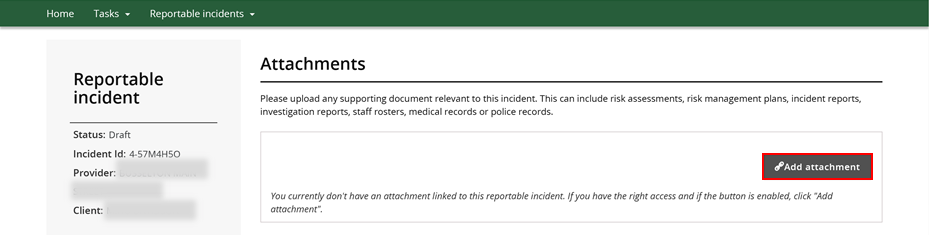 Home Tasks Reportable incidents
Reportable
incident
Status: Draft
Incident Id: 4-57M4H5O
Provider:
Client:
Attachments
Please upload any supporting document relevant to this incident. This can include risk assessments, risk management plans, incident reports,
investigation reports, staff rosters, medical records or police records.
Add attachment
You currently don't have an attachment linked to this reportable incident. If you have the right access and if the button is enabled, click "Add
attachment".